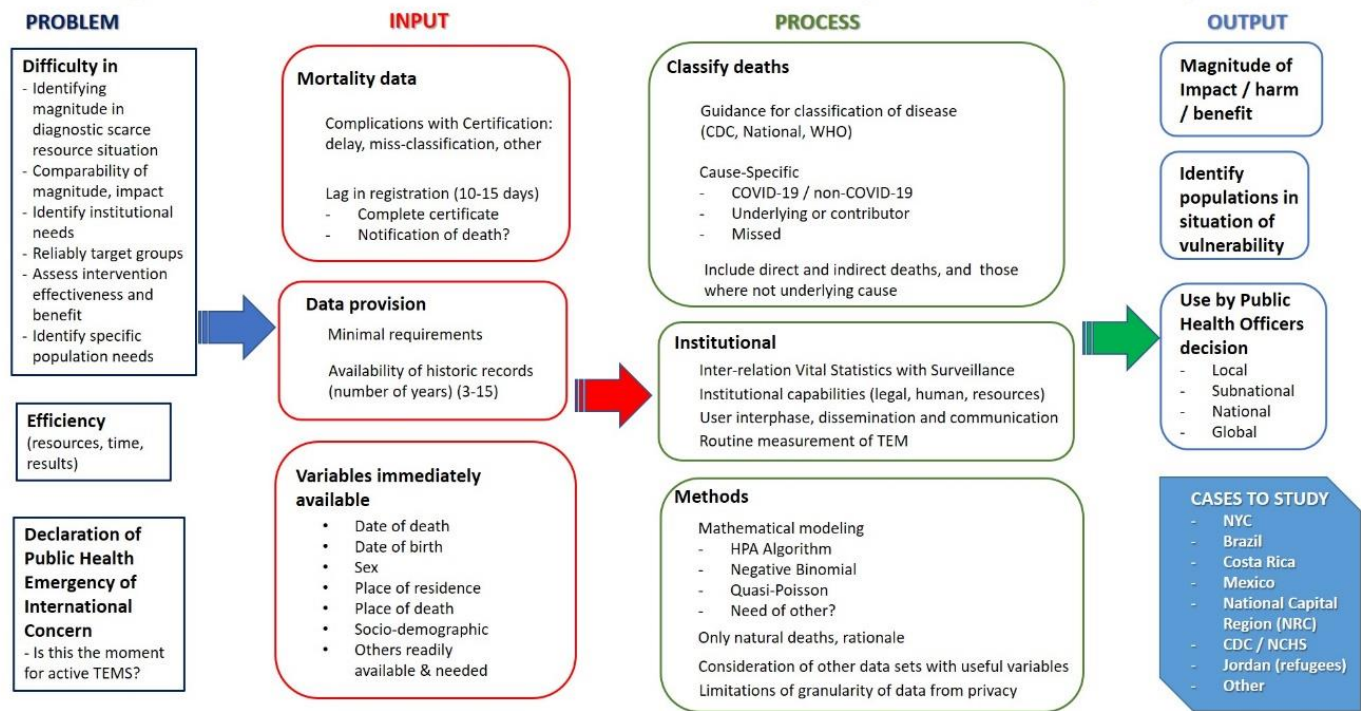 PROBLEM
Difficulty in
- Identifying
magnitude in
diagnostic scarce
resource situation
- Comparability of
magnitude, impact
- Identify institutional
needs
- Reliably target groups
- Assess intervention
effectiveness and
benefit
- Identify specific
population needs
Efficiency
(resources, time,
results)
Declaration of
Public Health
Emergency of
International
Concern
- Is this the moment
for active TEMS?
INPUT
Mortality data
Complications with Certification:
delay, miss-classification, other
Lag in registration (10-15 days)
- Complete certificate
- Notification of death?
Data provision
Minimal requirements
Availability of historic records
(number of years) (3-15)
Variables immediately
available
• Date of death
• Date of birth
• Sex
• Place of residence
• Place of death
• Socio-demographic
• Others readily
available & needed
PROCESS
Classify deaths
Guidance for classification of disease
(CDC, National, WHO)
Cause-Specific
- COVID-19 / non-COVID-19
- Underlying or contributor
- Missed
Include direct and indirect deaths, and those
where not underlying cause
Institutional
Inter-relation Vital Statistics with Surveillance
Institutional capabilities (legal, human, resources)
User interphase, dissemination and communication
Routine measurement of TEM
Methods
Mathematical modeling
- HPA Algorithm
- Negative Binomial
- Quasi-Poisson
- Need of other?
Only natural deaths, rationale
Consideration of other data sets with useful variables
Limitations of granularity of data from privacy
OUTPUT
Magnitude of
Impact / harm
/ benefit
Identify
populations in
situation of
vulnerability
Use by Public
Health Officers
decision
- Local
- Subnational
- National
- Global
CASES TO STUDY
- NYC
- Brazil
- Costa Rica
- Mexico
- National Capital
Region (NRC)
- CDC / NCHS
- Jordan (refugees)
- Other